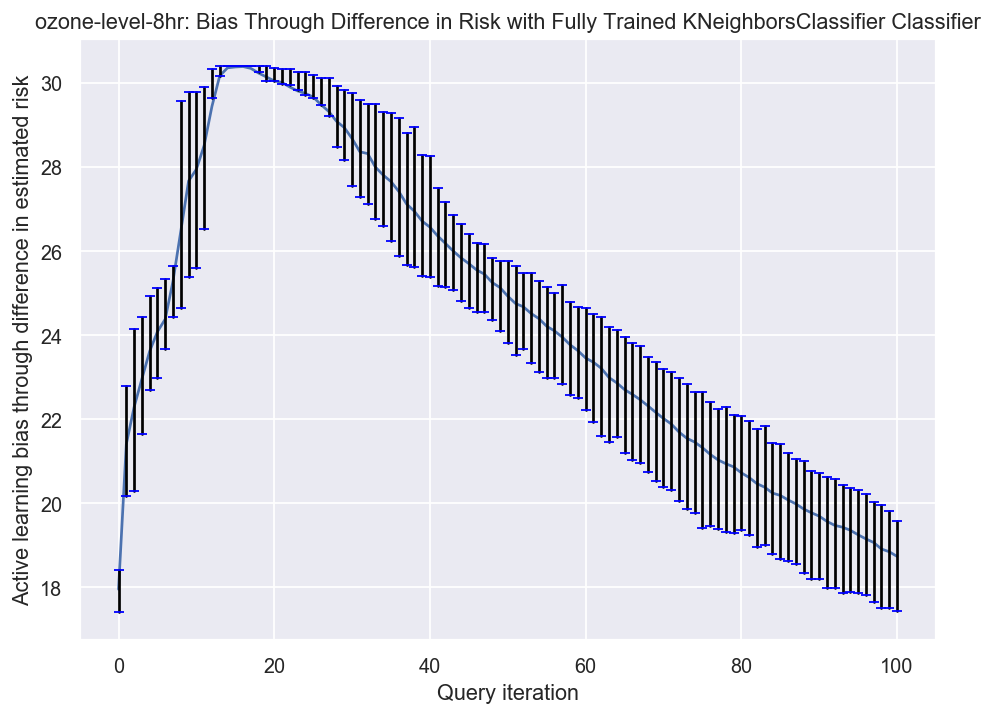 ozone-level-8hr: Bias Through Difference in Risk with Fully Trained KNeighborsClassifier Classifier
Active learning bias through difference in estimated risk
30
28
26
24
22
20
18
0 20 40 60 80 100
Query iteration